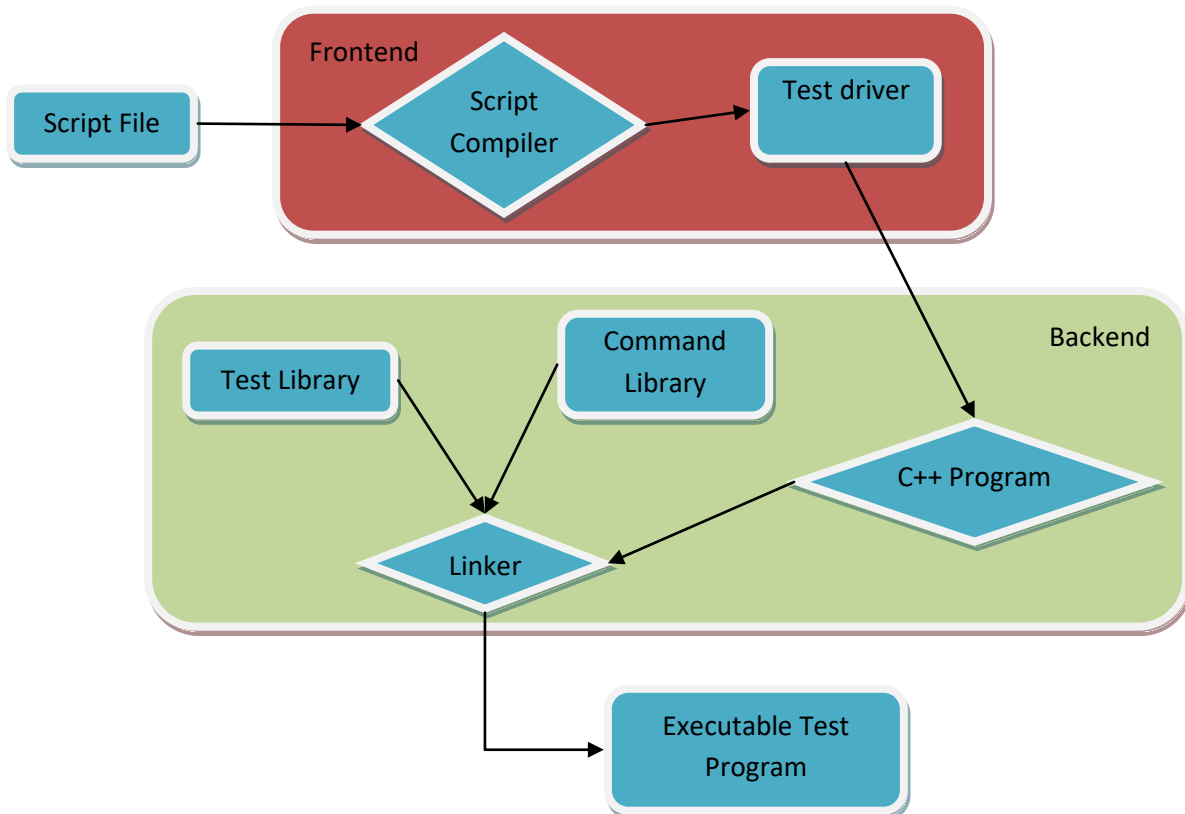 Frontend
Script File
Script
Compiler
Test driver
Backend
Test Library
Command
Library
C++ Program
Linker
Executable Test
Program